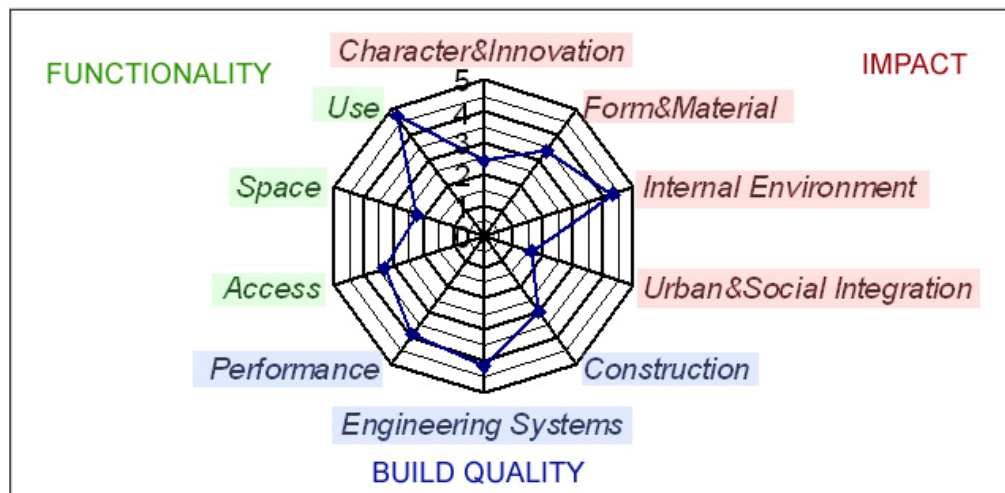 Character&Innovation
FUNCTIONALITY
IMPACT
5
Use
Form&Material
4
3
Space
2
Internal Environment
1
0
Access
Urban&Social Integration
Performance
Construction
Engineering Systems
BUILD QUALITY